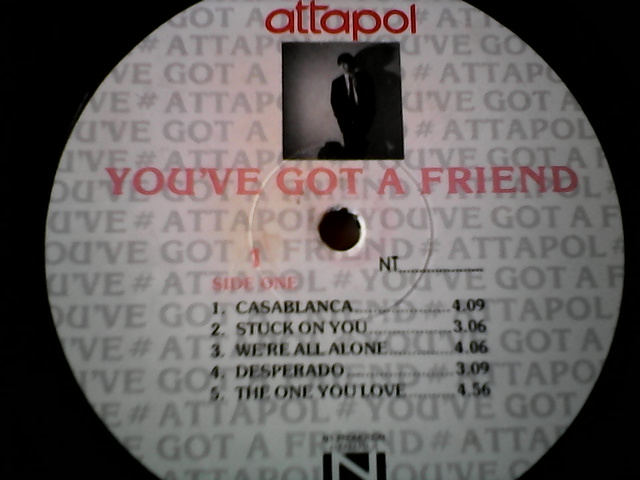 attapol
YOU'VE GOT A FRIEND
1
NT
SIDE ONE
1. CASABLANCA 4.09
2. STUCK ON YOU 3.06
3. WE'RE ALL ALONE 4.06
4. DESPERADO 3.09
5. THE ONE YOU LOVE 4.56
N